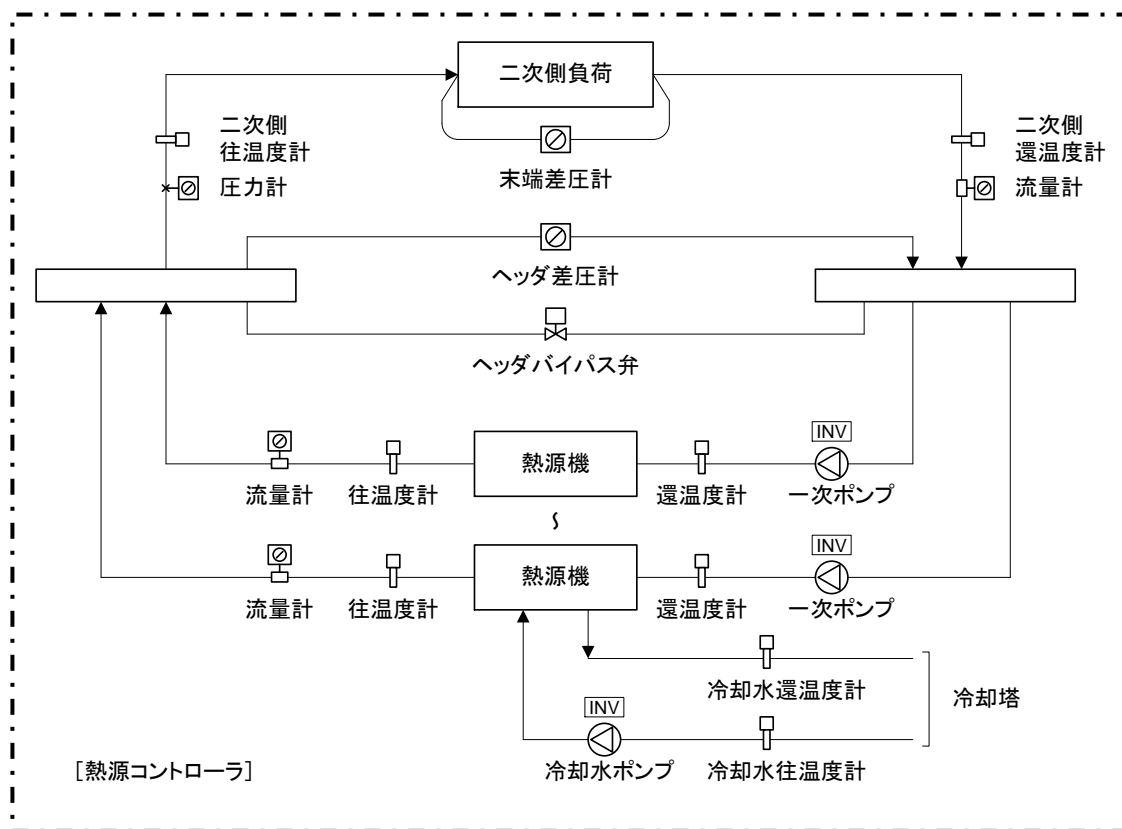 二次側負荷
二次側
往温度計
圧力計
末端差圧計
二次側
還温度計
流量計
ヘッダ差圧計
ヘッダバイパス弁
INV
熱源機
流量計
往温度計
還温度計
一次ポンプ
～
INV
熱源機
流量計
往温度計
還温度計
一次ポンプ
冷却水還温度計
冷却塔
INV
冷却水ポンプ
冷却水往温度計
[熱源コントローラ]